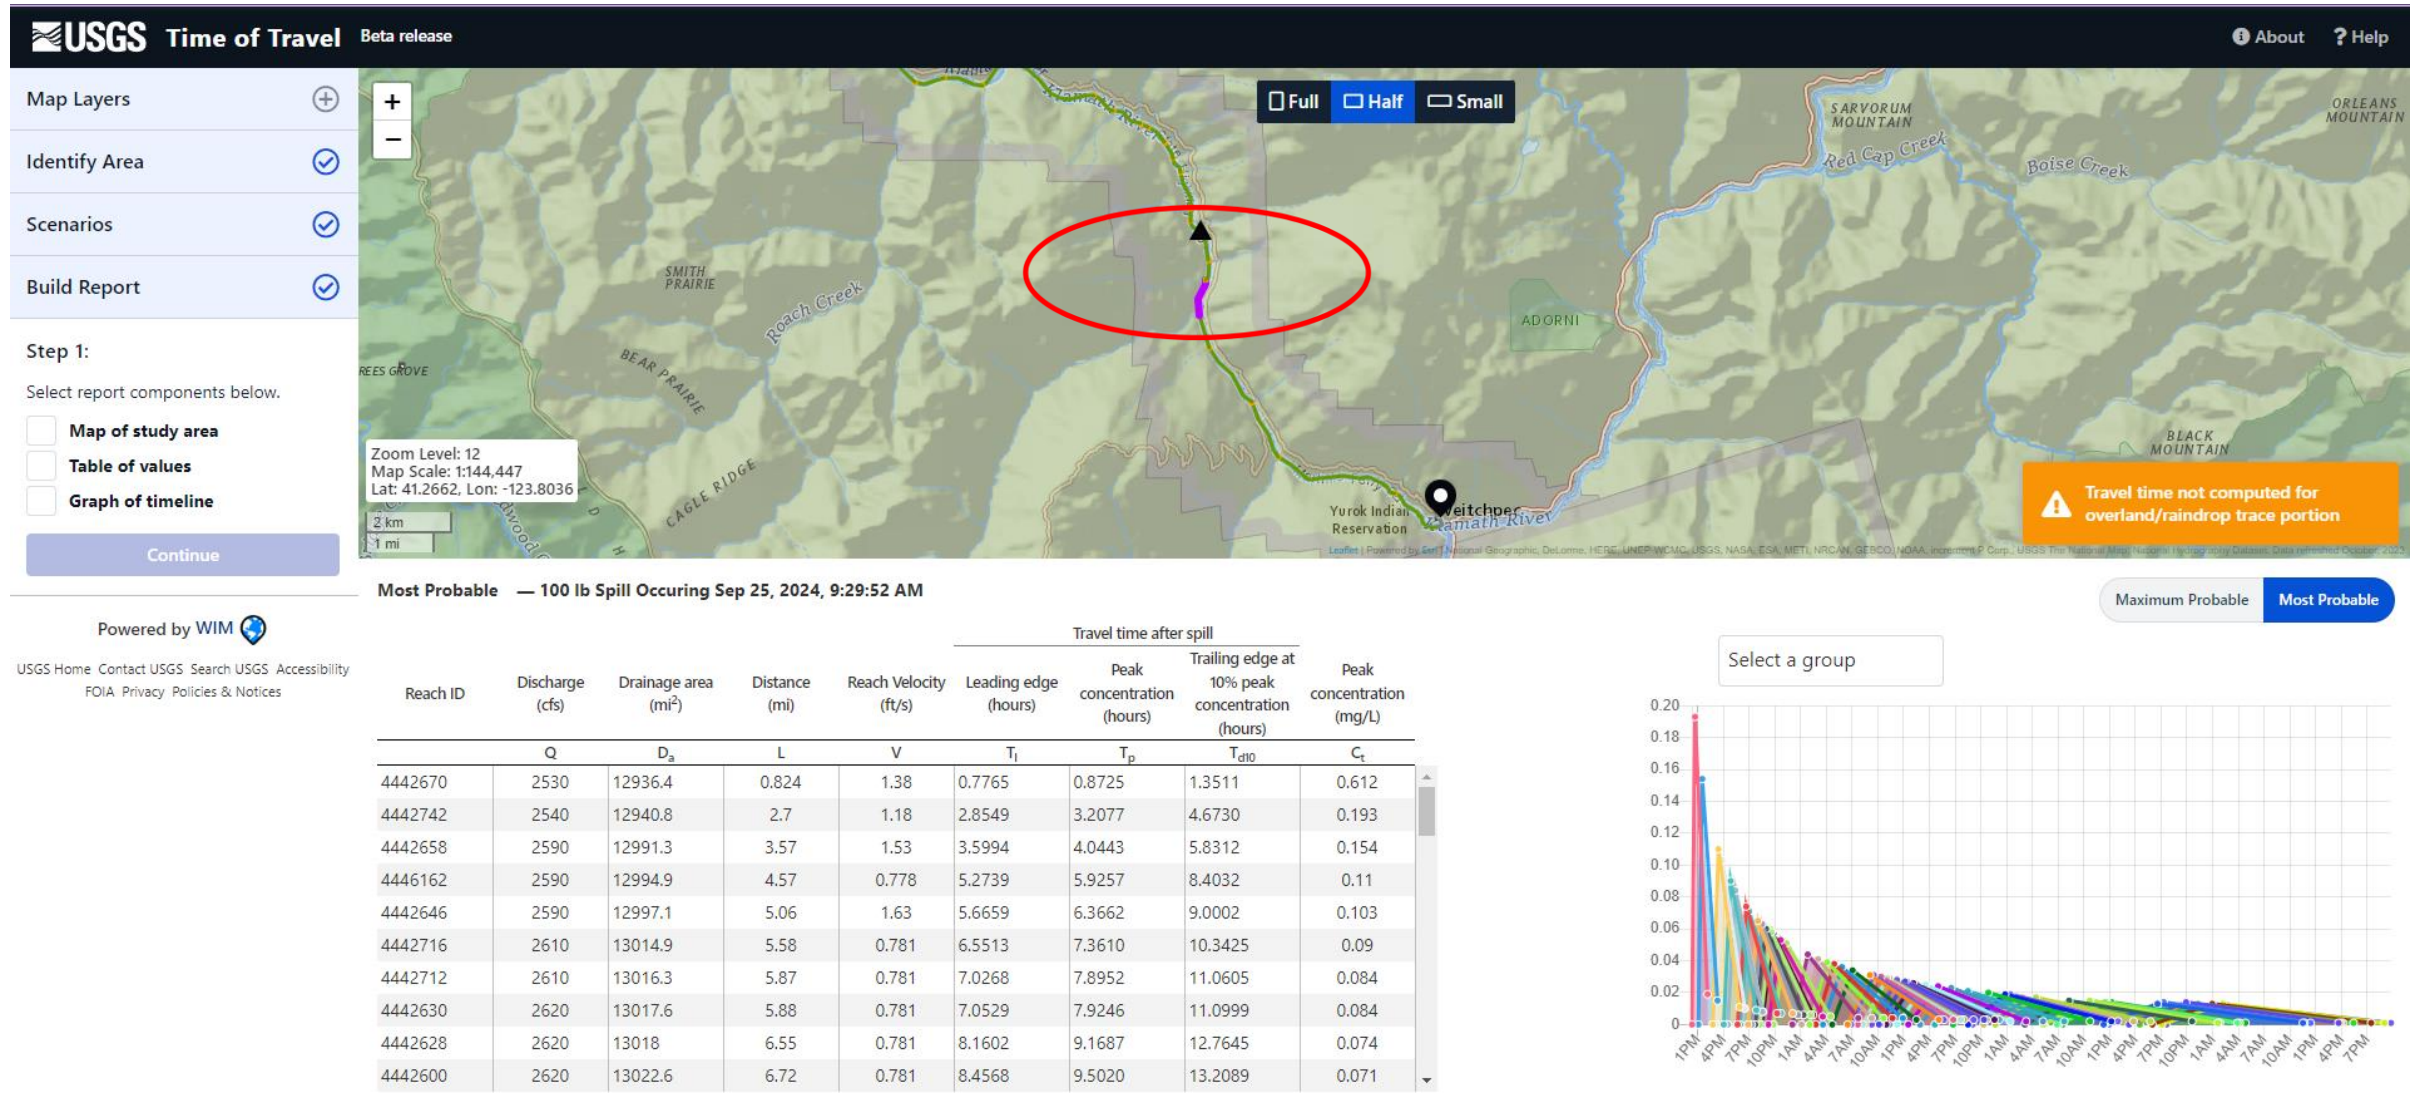 USGS Time of Travel Beta release
About ? Help
Map Layers
Identify Area
Scenarios
Build Report
Step 1:
Select report components below.
Map of study area
Table of values
Graph of timeline
Continue
Powered by WIM
USGS Home Contact USGS Search USGS Accessibility
FOIA Privacy Policies & Notices
+
−
Full Half Small
SARVORUM
MOUNTAIN
ORLEANS
MOUNTAIN
Red Cap Creek
Boise Creek
SMITH
PRAIRIE
Roach Creek
BEAR PRAIRIE
ADORNI
CAGLE RIDGE
BLACK
MOUNTAIN
Yurok Indian
Reservation
Zoom Level: 12
Map Scale: 1:144,447
Lat: 41.2662, Lon: -123.8036
2 km
1 mi
Travel time not computed for
overland/raindrop trace portion
Most Probable — 100 lb Spill Occuring Sep 25, 2024, 9:29:52 AM
Maximum Probable Most Probable
Travel time after spill
Reach ID Discharge (cfs) Drainage area (mi²) Distance (mi) Reach Velocity (ft/s) Leading edge (hours) Peak concentration (hours) Trailing edge at 10% peak concentration (hours) Peak concentration (mg/L)
Q Da L V Tl Tp Td10 Ct
4442670 2530 12936.4 0.824 1.38 0.7765 0.8725 1.3511 0.612
4442742 2540 12940.8 2.7 1.18 2.8549 3.2077 4.6730 0.193
4442658 2590 12991.3 3.57 1.53 3.5994 4.0443 5.8312 0.154
4446162 2590 12994.9 4.57 0.778 5.2739 5.9257 8.4032 0.11
4442646 2590 12997.1 5.06 1.63 5.6659 6.3662 9.0002 0.103
4442716 2610 13014.9 5.58 0.781 6.5513 7.3610 10.3425 0.09
4442712 2610 13016.3 5.87 0.781 7.0268 7.8952 11.0605 0.084
4442630 2620 13017.6 5.88 0.781 7.0529 7.9246 11.0999 0.084
4442628 2620 13018 6.55 0.781 8.1602 9.1687 12.7645 0.074
4442600 2620 13022.6 6.72 0.781 8.4568 9.5020 13.2089 0.071
Select a group
0.20
0.18
0.16
0.14
0.12
0.10
0.08
0.06
0.04
0.02
0
1PM 4PM 7PM 10PM 1AM 4AM 7AM 10AM 1PM 4PM 7PM 10PM 1AM 4AM 7AM 10AM 1PM 4PM 7PM 10PM 1AM 4AM 7AM 10AM 1PM 4PM 7PM